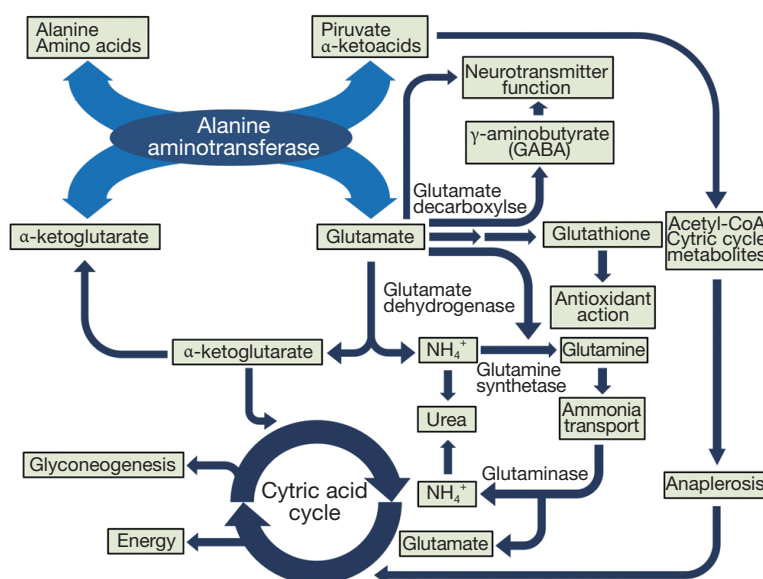 Alanine
Amino acids
Piruvate
α-ketoacids
Neurotransmitter
function
Alanine
aminotransferase
γ-aminobutyrate
(GABA)
Glutamate
decarboxylse
α-ketoglutarate
Glutamate
Glutathione
Acetyl-CoA
Cytric cycle
metabolites
Glutamate
dehydrogenase
Antioxidant
action
α-ketoglutarate
NH₄⁺
Glutamine
synthetase
Glutamine
Urea
Ammonia
transport
Glyconeogenesis
Cytric acid
cycle
NH₄⁺
Glutaminase
Anaplerosis
Energy
Glutamate